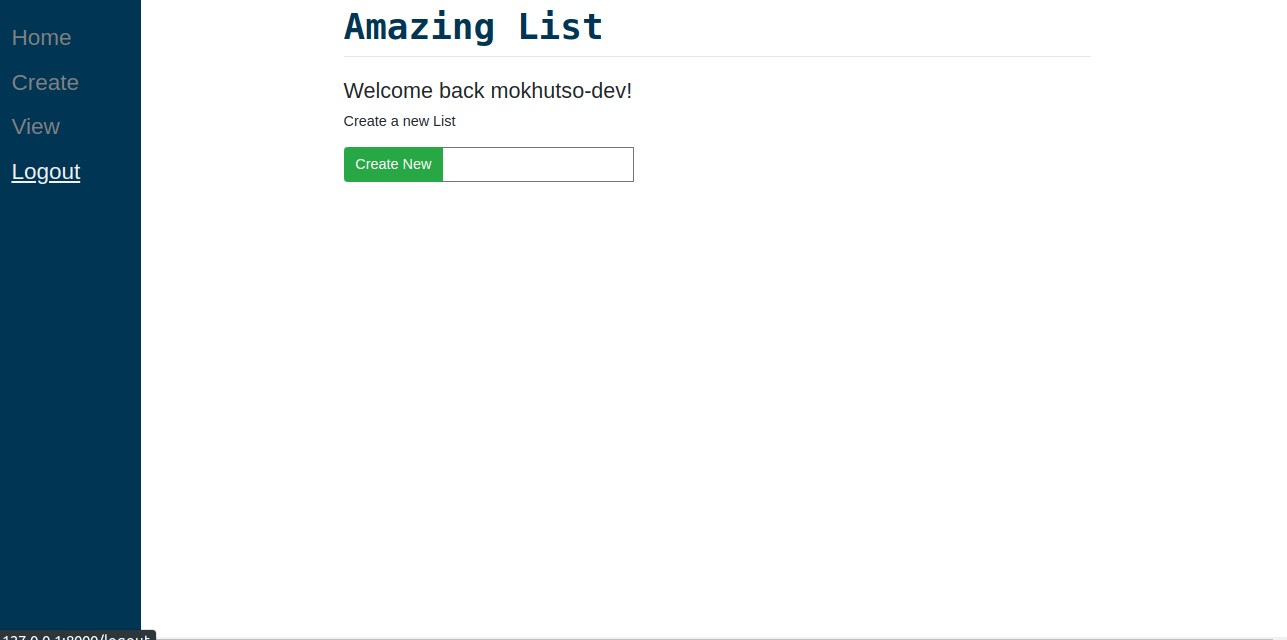 Home
Create
View
Logout
Amazing List
Welcome back mokhutso-dev!
Create a new List
Create New
127.0.0.1:8000/logout